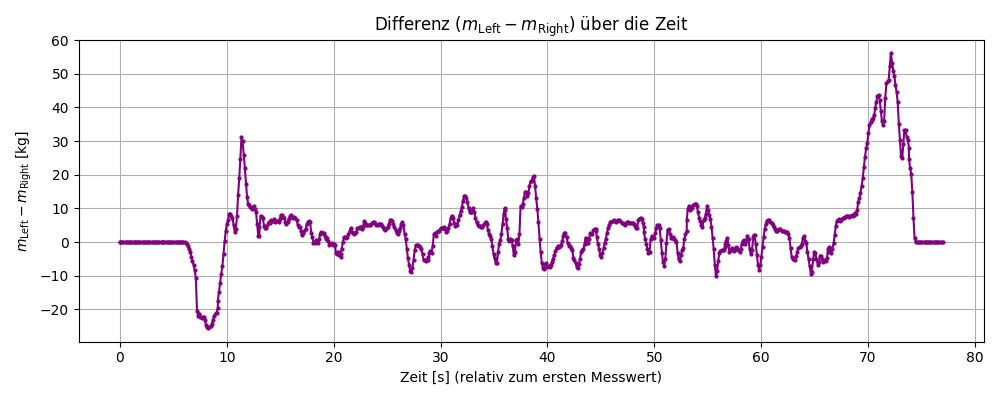 Differenz (m_Left − m_Right) über die Zeit
m_Left − m_Right [kg]
60
50
40
30
20
10
0
−10
−20
0 10 20 30 40 50 60 70 80
Zeit [s] (relativ zum ersten Messwert)